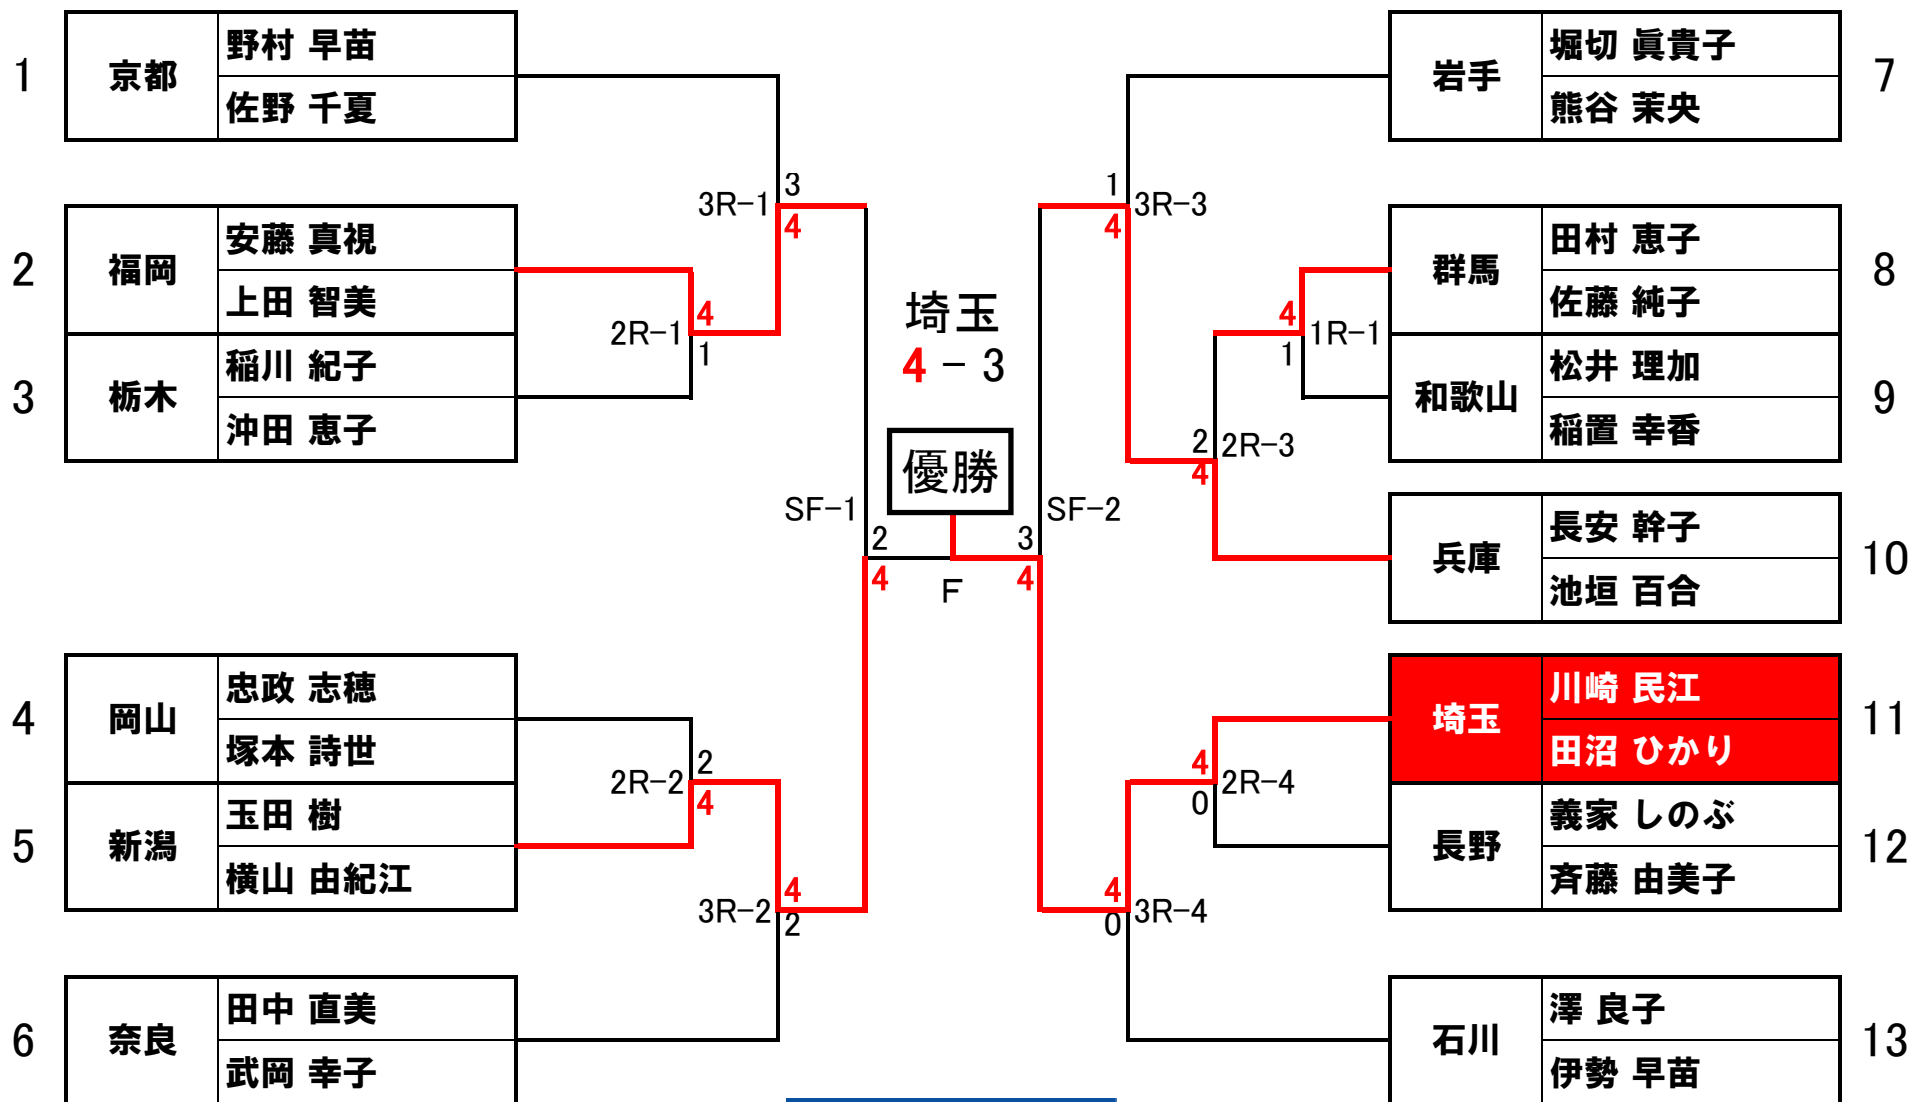 1 京都 野村 早苗
佐野 千夏
2 福岡 安藤 真視
上田 智美
3 栃木 稲川 紀子
沖田 恵子
4 岡山 忠政 志穂
塚本 詩世
5 新潟 玉田 樹
横山 由紀江
6 奈良 田中 直美
武岡 幸子
3R-1
3
4
2R-1
4
1
SF-1
2
4
2R-2
2
4
3R-2
4
2
埼玉
4 - 3
優勝
F
1
3R-3
4
4
1R-1
1
2
2R-3
4
SF-2
3
4
4
2R-4
0
4
3R-4
0
岩手 堀切 眞貴子 7
熊谷 茉央
群馬 田村 恵子 8
佐藤 純子
和歌山 松井 理加 9
稲置 幸香
兵庫 長安 幹子 10
池垣 百合
埼玉 川崎 民江 11
田沼 ひかり
長野 義家 しのぶ 12
斉藤 由美子
石川 澤 良子 13
伊勢 早苗